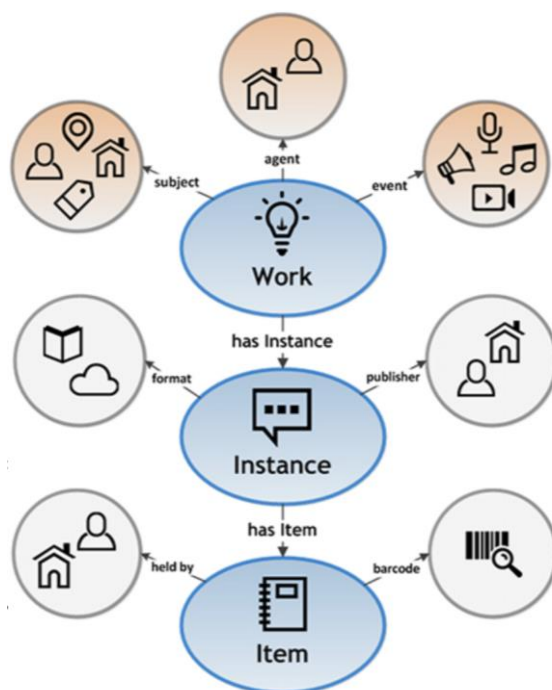 agent
subject
event
Work
has Instance
format
publisher
Instance
has Item
held by
barcode
Item